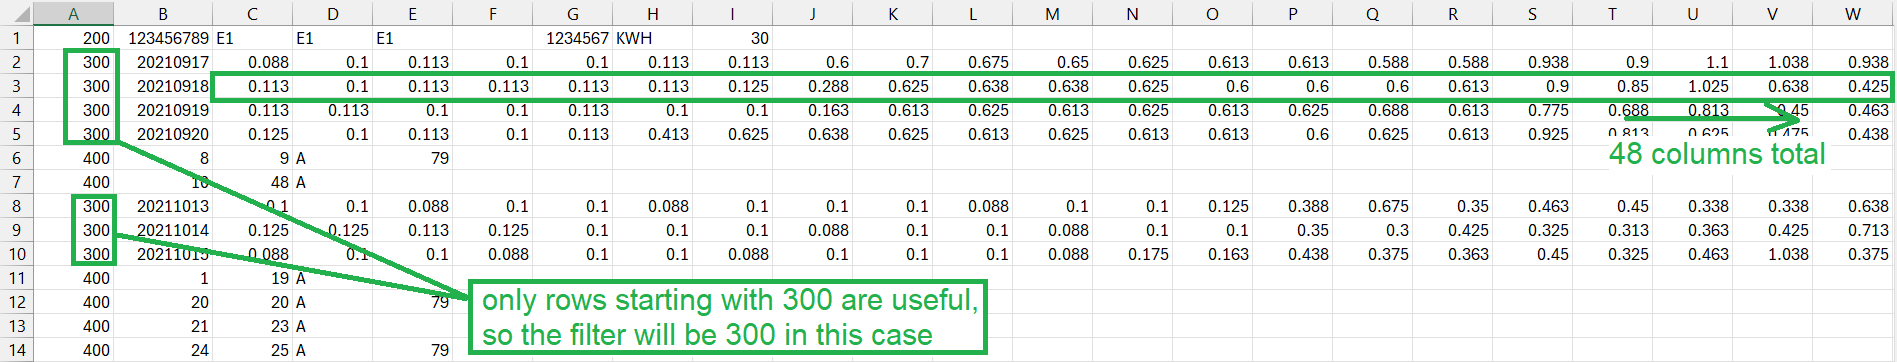 A B C D E F G H I J K L M N O P Q R S T U V W
1 200 123456789 E1 E1 E1 1234567 KWH 30
2 300 20210917 0.088 0.1 0.113 0.1 0.1 0.113 0.113 0.6 0.7 0.675 0.65 0.625 0.613 0.613 0.588 0.588 0.938 0.9 1.1 1.038 0.938
3 300 20210918 0.113 0.1 0.113 0.113 0.113 0.113 0.125 0.288 0.625 0.638 0.638 0.625 0.6 0.6 0.6 0.613 0.9 0.85 1.025 0.638 0.425
4 300 20210919 0.113 0.113 0.1 0.1 0.113 0.1 0.1 0.163 0.613 0.625 0.613 0.625 0.613 0.625 0.688 0.613 0.775 0.688 0.813 0.45 0.463
5 300 20210920 0.125 0.1 0.113 0.1 0.113 0.413 0.625 0.638 0.625 0.613 0.625 0.613 0.613 0.6 0.625 0.613 0.925 0.813 0.625 0.475 0.438
48 columns total
6 400 8 9 A 79
7 400 10 48 A
8 300 20211013 0.1 0.1 0.088 0.1 0.1 0.088 0.1 0.1 0.1 0.088 0.1 0.1 0.125 0.388 0.675 0.35 0.463 0.45 0.338 0.338 0.638
9 300 20211014 0.125 0.125 0.113 0.125 0.1 0.1 0.1 0.088 0.1 0.1 0.088 0.1 0.1 0.35 0.3 0.425 0.325 0.313 0.363 0.425 0.713
10 300 20211015 0.088 0.1 0.1 0.088 0.1 0.1 0.088 0.1 0.1 0.1 0.088 0.175 0.163 0.438 0.375 0.363 0.45 0.325 0.463 1.038 0.375
11 400 1 19 A
12 400 20 20 A 79
13 400 21 23 A
14 400 24 25 A 79
only rows starting with 300 are useful,
so the filter will be 300 in this case